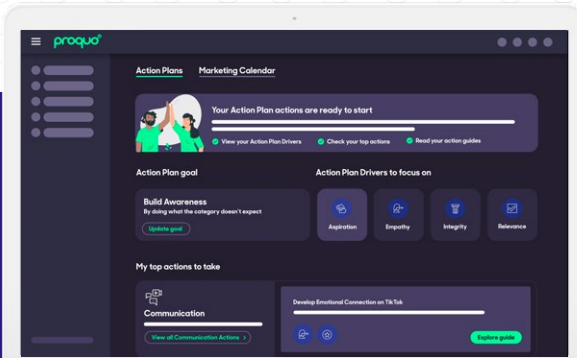 proquo
Action Plans Marketing Calendar
Your Action Plan actions are ready to start
View your Action Plan Drivers Check your top actions Read your action guides
Action Plan goal Action Plan Drivers to focus on
Build Awareness
By doing what the category doesn't expect
Update goal
Aspiration Empathy Integrity Relevance
My top actions to take
Communication
View all Communication Actions >
Develop Emotional Connection on TikTok
Explore guide